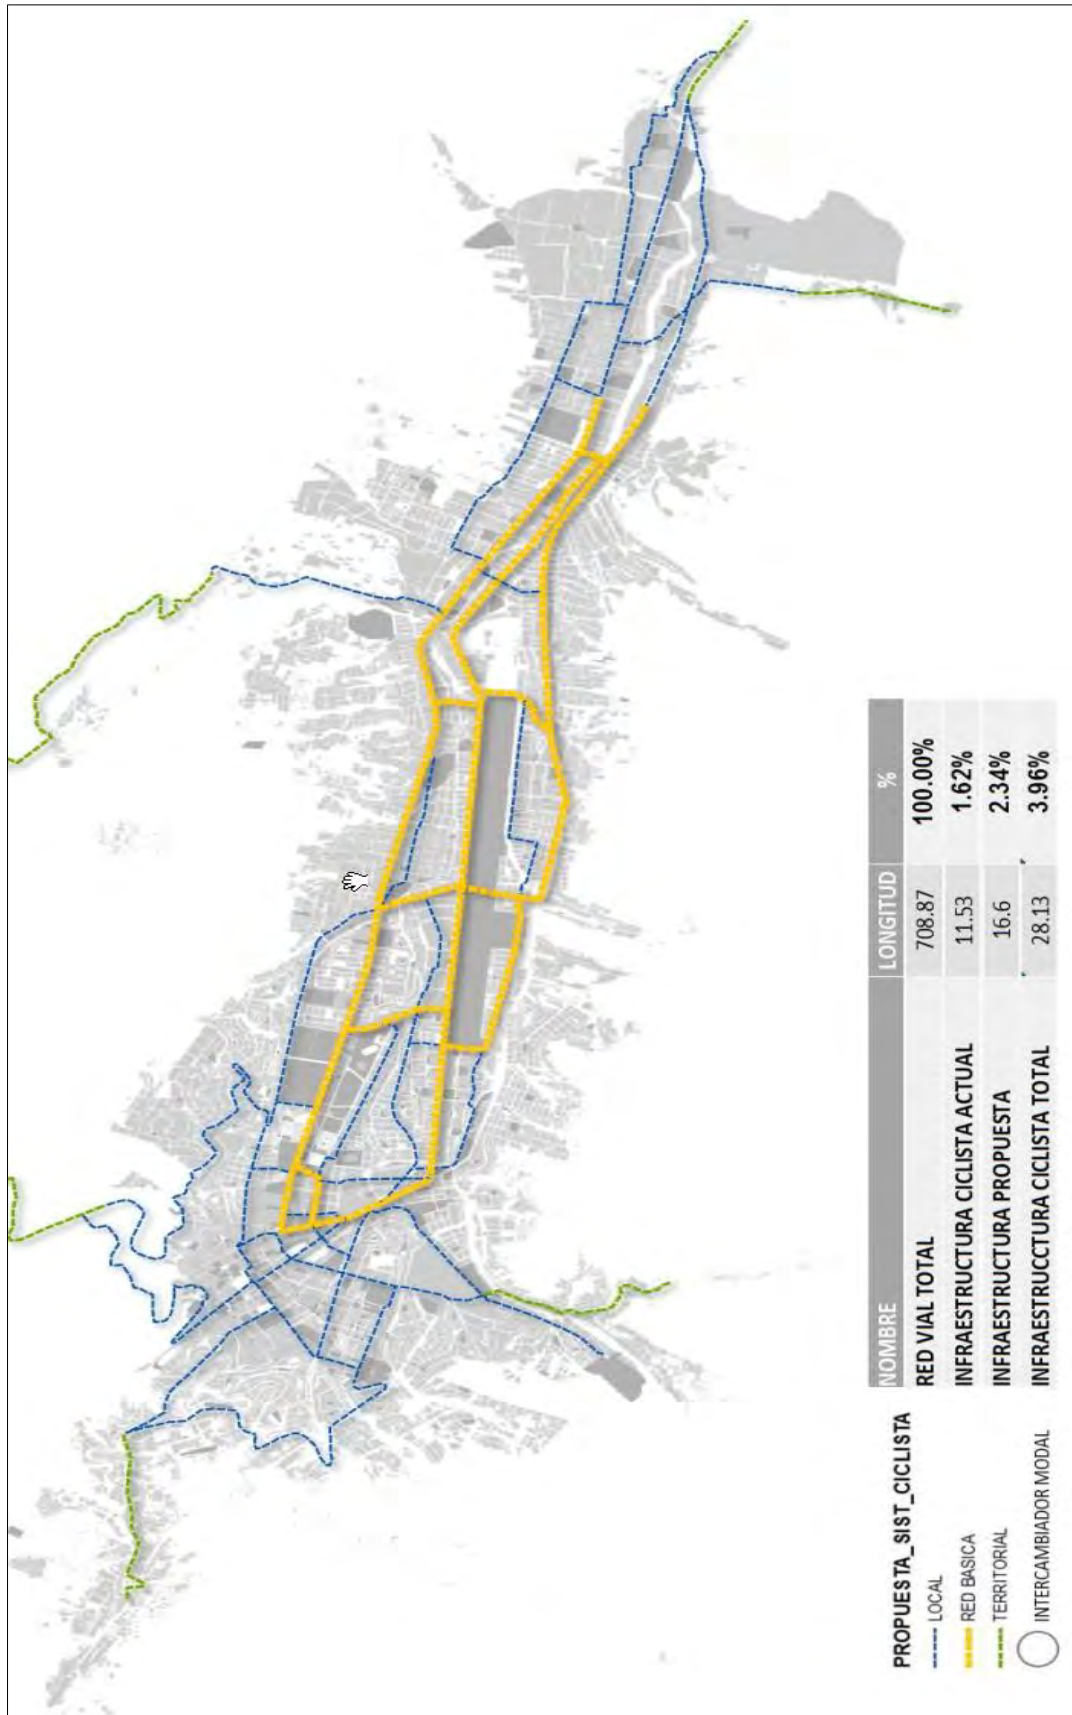 PROPUESTA_SIST_CICLISTA
LOCAL
RED BASICA
TERRITORIAL
INTERCAMBIADOR MODAL
NOMBRE LONGITUD %
RED VIAL TOTAL 708.87 100.00%
INFRAESTRUCTURA CICLISTA ACTUAL 11.53 1.62%
INFRAESTRUCTURA PROPUESTA 16.6 2.34%
INFRAESTRUCCTURA CICLISTA TOTAL 28.13 3.96%